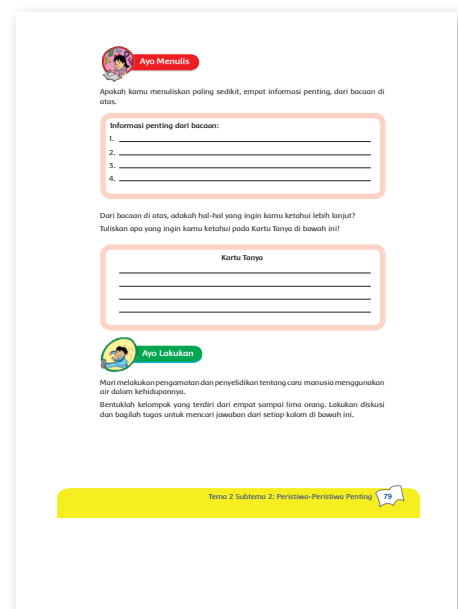 Ayo Menulis
Apakah kamu menuliskan paling sedikit, empat informasi penting, dari bacaan di
atas.
Informasi penting dari bacaan:
1.
2.
3.
4.
Dari bacaan di atas, adakah hal-hal yang ingin kamu ketahui lebih lanjut?
Tuliskan apa yang ingin kamu ketahui pada Kartu Tanya di bawah ini!
Kartu Tanya
Ayo Lakukan
Mari melakukan pengamatan dan penyelidikan tentang cara manusia menggunakan
air dalam kehidupannya.
Bentuklah kelompok yang terdiri dari empat sampai lima orang. Lakukan diskusi
dan bagilah tugas untuk mencari jawaban dari setiap kolom di bawah ini.
Tema 2 Subtema 2: Peristiwa-Peristiwa Penting 79